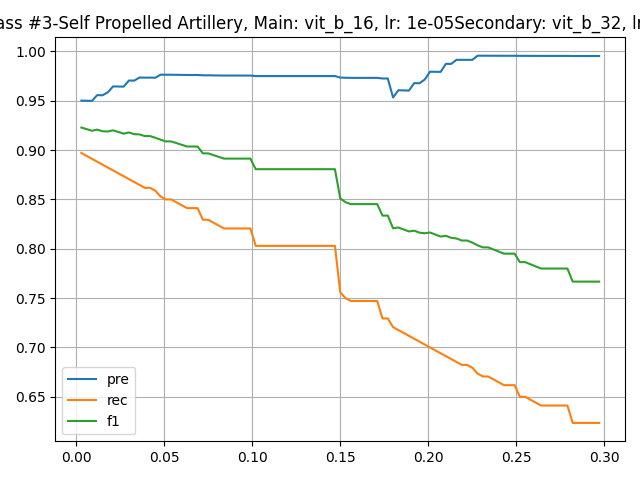 ass #3-Self Propelled Artillery, Main: vit_b_16, lr: 1e-05Secondary: vit_b_32, lr
1.00
0.95
0.90
0.85
0.80
0.75
0.70
0.65
pre
rec
f1
0.00 0.05 0.10 0.15 0.20 0.25 0.30